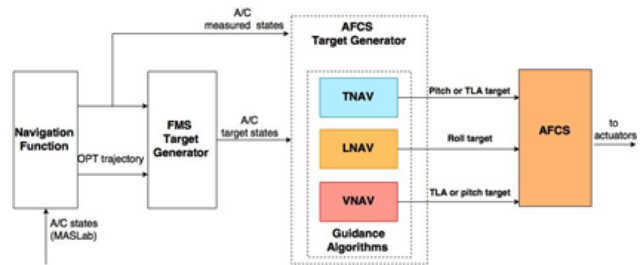 A/C
measured states
AFCS
Target Generator
Navigation
Function
OPT trajectory
FMS
Target
Generator
A/C
target states
TNAV
LNAV
VNAV
Guidance
Algorithms
Pitch or TLA target
Roll target
TLA or pitch target
AFCS
to
actuators
A/C states
(MASLab)